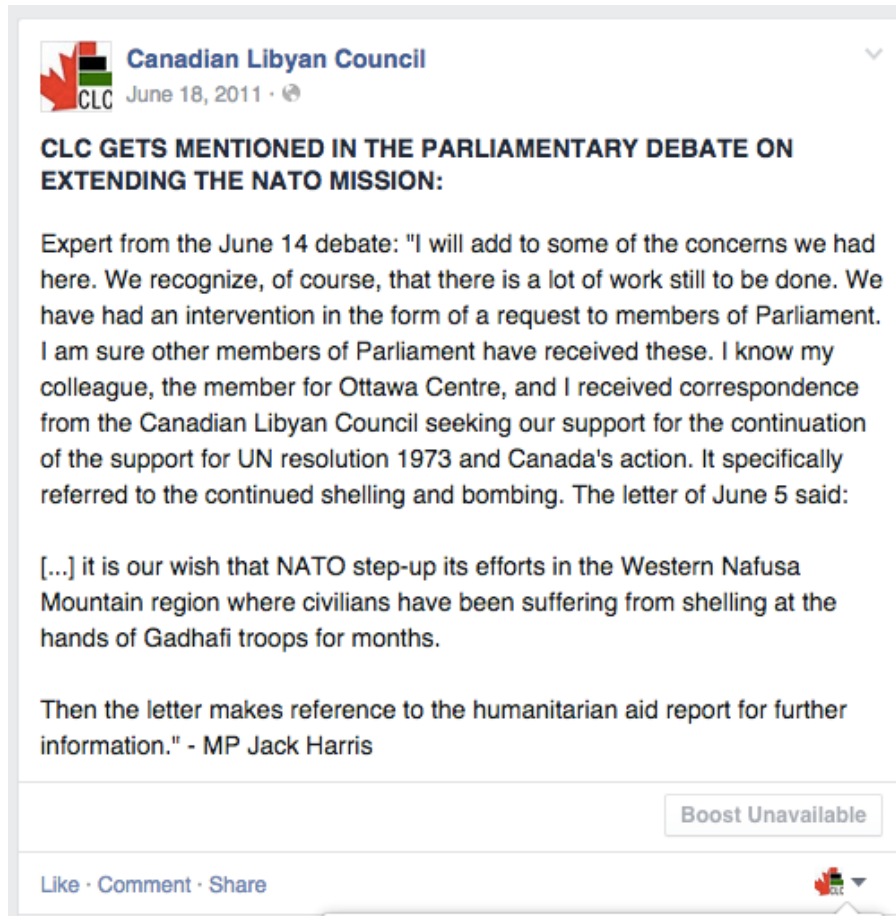 Canadian Libyan Council
CLC
June 18, 2011 ·
CLC GETS MENTIONED IN THE PARLIAMENTARY DEBATE ON
EXTENDING THE NATO MISSION:
Expert from the June 14 debate: "I will add to some of the concerns we had
here. We recognize, of course, that there is a lot of work still to be done. We
have had an intervention in the form of a request to members of Parliament.
I am sure other members of Parliament have received these. I know my
colleague, the member for Ottawa Centre, and I received correspondence
from the Canadian Libyan Council seeking our support for the continuation
of the support for UN resolution 1973 and Canada's action. It specifically
referred to the continued shelling and bombing. The letter of June 5 said:
[...] it is our wish that NATO step-up its efforts in the Western Nafusa
Mountain region where civilians have been suffering from shelling at the
hands of Gadhafi troops for months.
Then the letter makes reference to the humanitarian aid report for further
information." - MP Jack Harris
Boost Unavailable
Like · Comment · Share
CLC